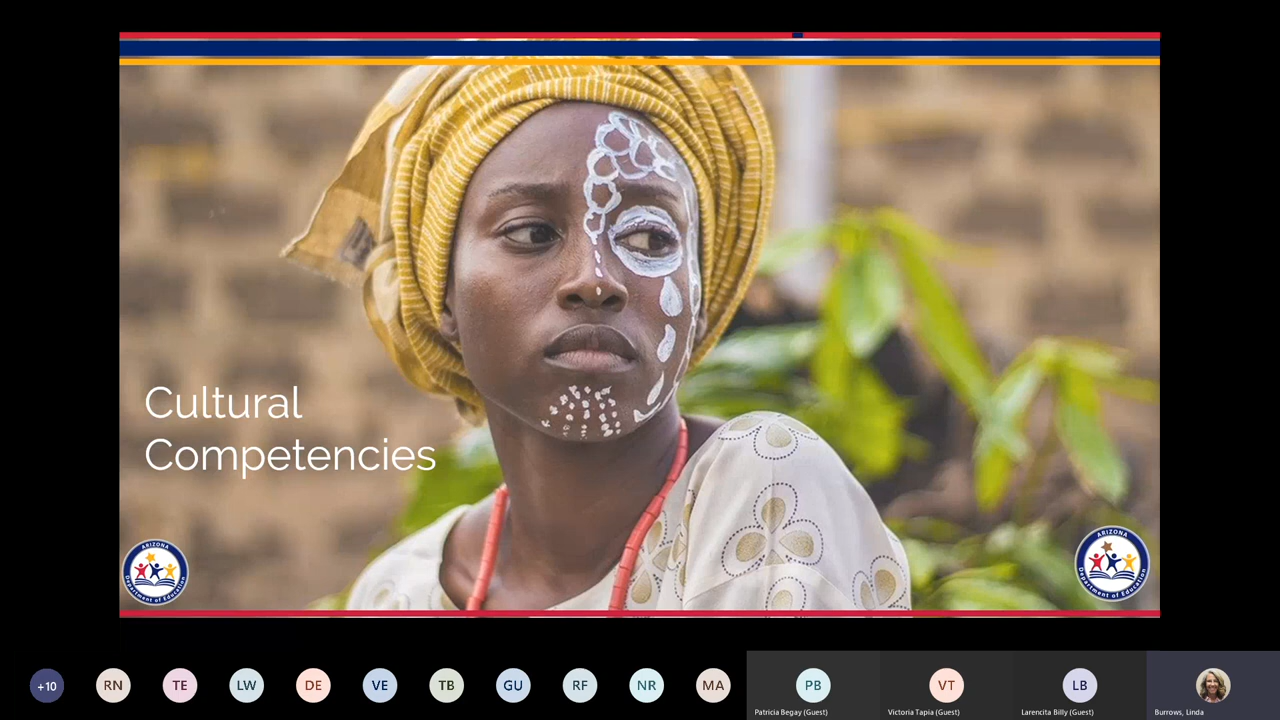 Cultural
Competencies
ARIZONA
Department of Education
ARIZONA
Department of Education
+10
RN
TE
LW
DE
VE
TB
GU
RF
NR
MA
PB
VT
LB
Patricia Begay (Guest)
Victoria Tapia (Guest)
Larencita Billy (Guest)
Burrows, Linda